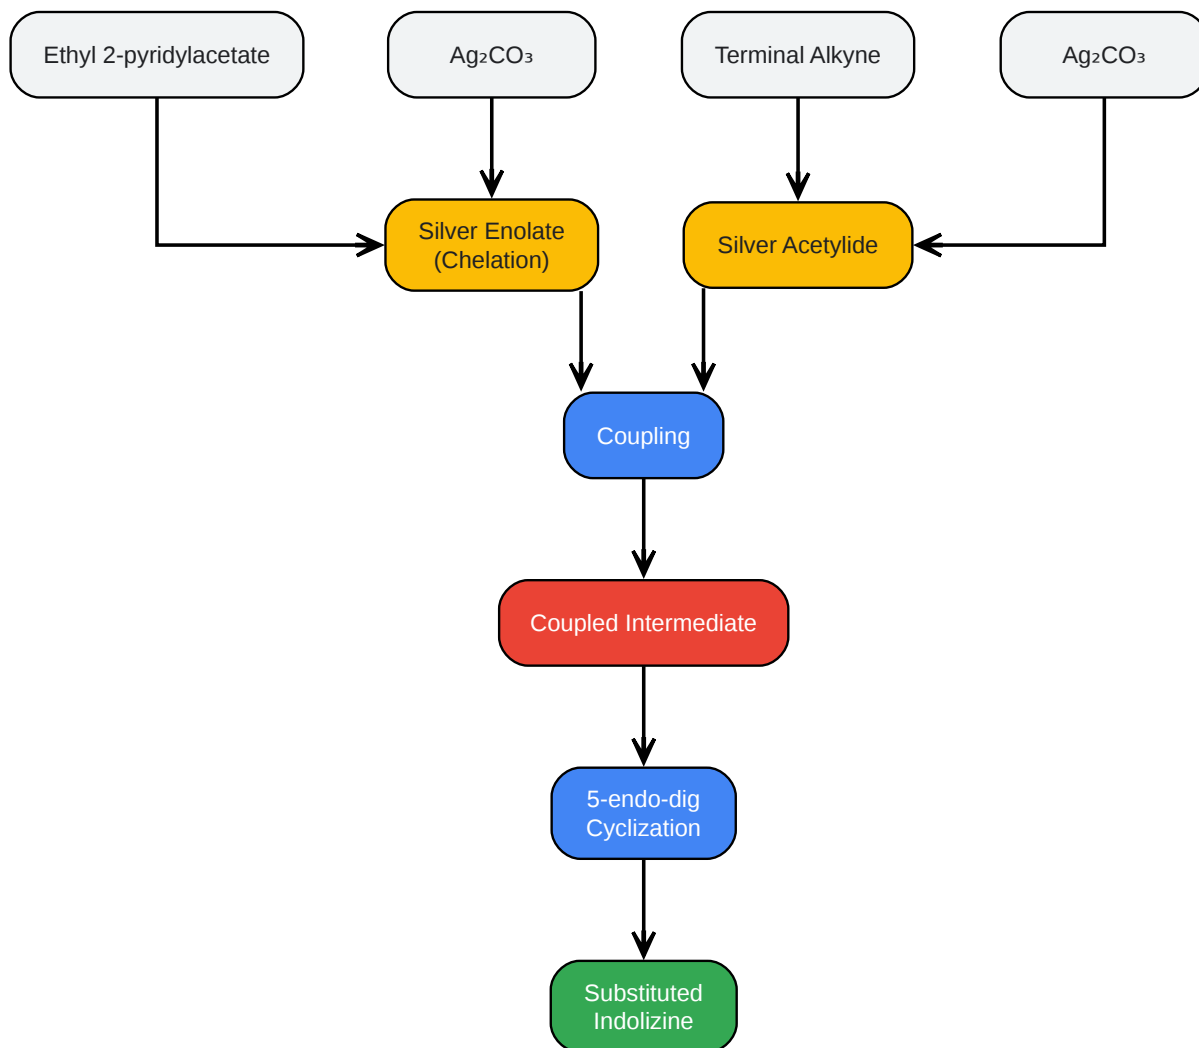 Ethyl 2-pyridylacetate
Ag₂CO₃
Terminal Alkyne
Ag₂CO₃
Silver Enolate
(Chelation)
Silver Acetylide
Coupling
Coupled Intermediate
5-endo-dig
Cyclization
Substituted
Indolizine